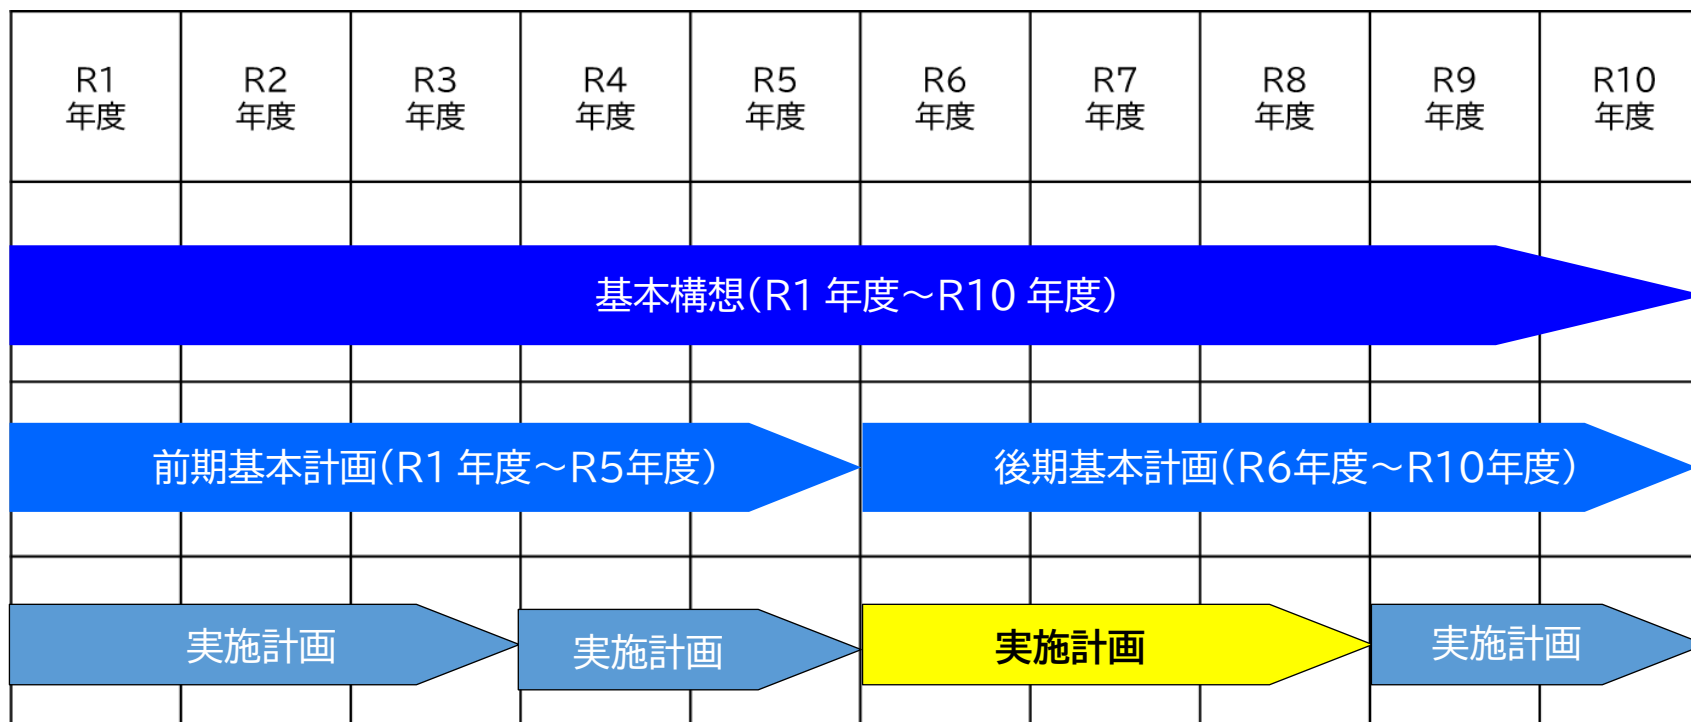 R1
年度
R2
年度
R3
年度
R4
年度
R5
年度
R6
年度
R7
年度
R8
年度
R9
年度
R10
年度
基本構想(R1 年度～R10 年度)
前期基本計画(R1 年度～R5年度)
後期基本計画(R6年度～R10年度)
実施計画
実施計画
実施計画
実施計画